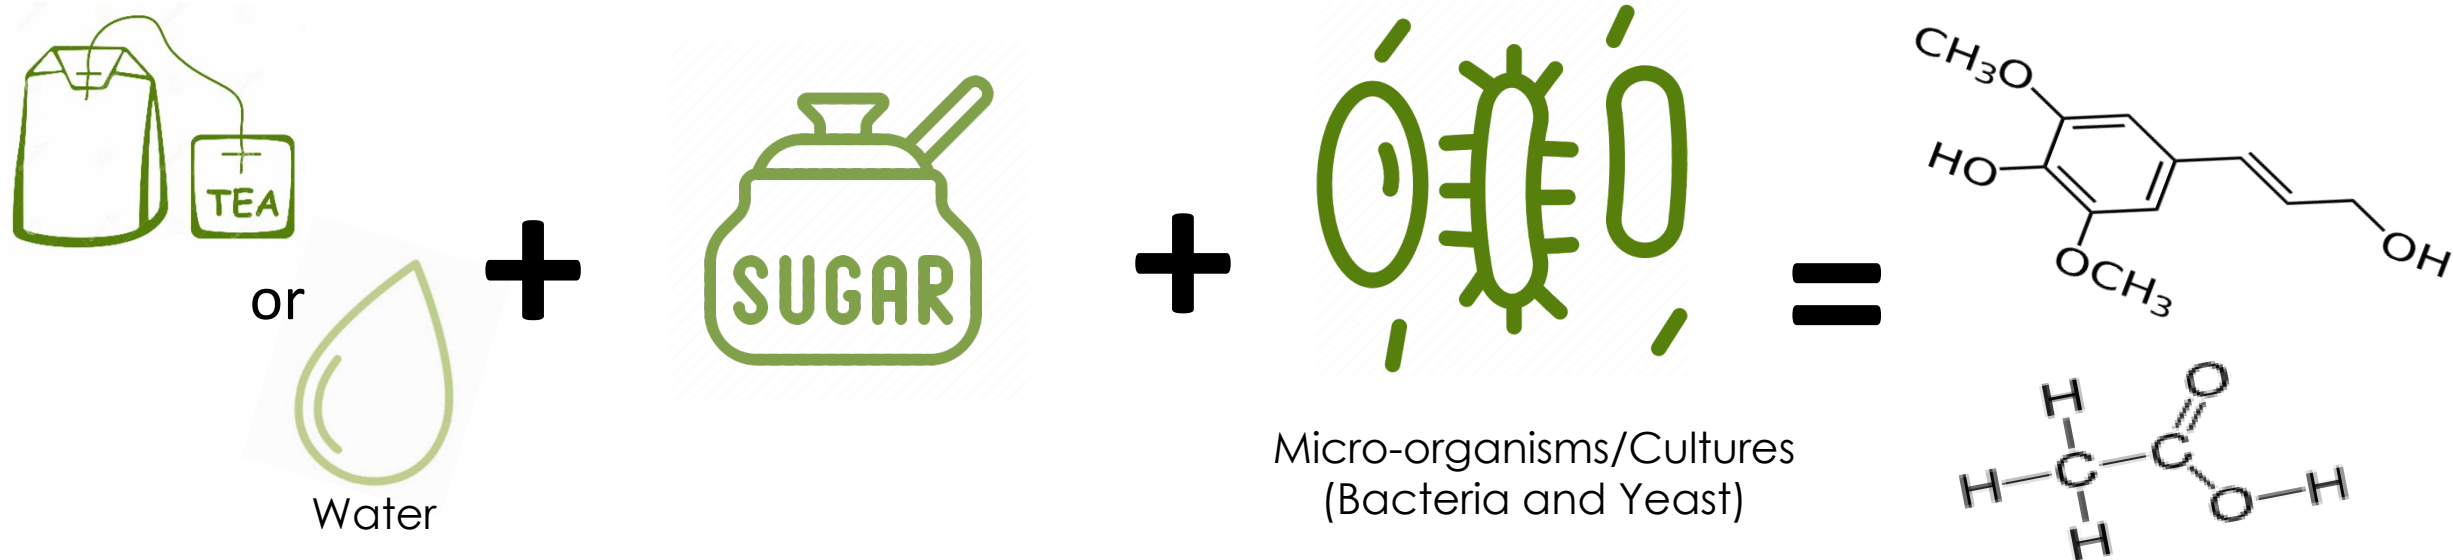 TEA
or
Water
SUGAR
Micro-organisms/Cultures
(Bacteria and Yeast)
CH₃O
HO
OCH₃
OH
O
H
C
H
C
O
H
H